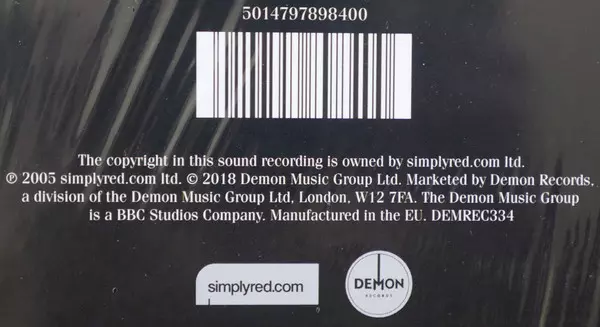 5014797898400
The copyright in this sound recording is owned by simplyred.com ltd.
℗ 2005 simplyred.com ltd. © 2018 Demon Music Group Ltd. Marketed by Demon Records,
a division of the Demon Music Group Ltd, London, W12 7FA. The Demon Music Group
is a BBC Studios Company. Manufactured in the EU. DEMREC334
simplyred.com
DEMON
RECORDS